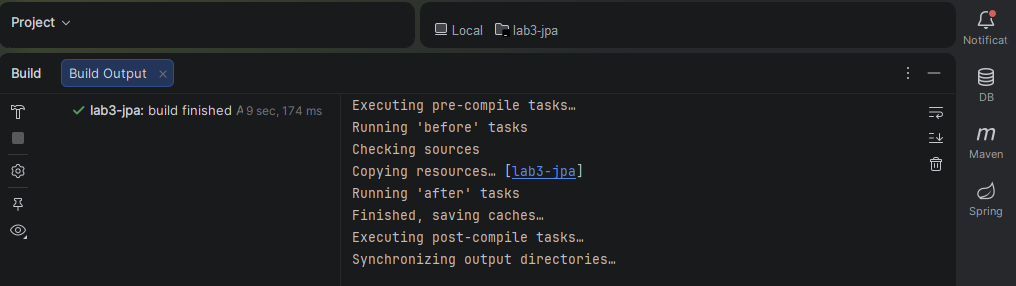 Project
Local lab3-jpa
Notificat
Build
Build Output
DB
Maven
Spring
lab3-jpa: build finished 9 sec, 174 ms
Executing pre-compile tasks…
Running 'before' tasks
Checking sources
Copying resources… [lab3-jpa]
Running 'after' tasks
Finished, saving caches…
Executing post-compile tasks…
Synchronizing output directories…